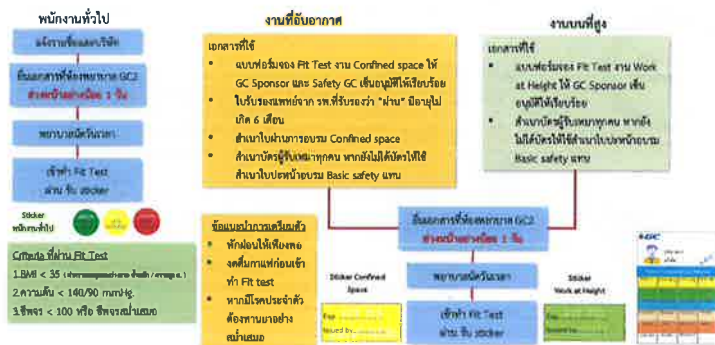 พนักงานทั่วไป
แจ้งรายชื่อและบริษัท
ยื่นเอกสารที่ห้องพยาบาล GC2
ล่วงหน้าอย่างน้อย 1 วัน
พยาบาลนัดวันเวลา
เข้าทำ Fit Test
ผ่าน รับ sticker
Sticker
พนักงานทั่วไป
Criteria ที่ผ่าน Fit Test
1.BMI < 35
2.ความดัน < 140/90 mmHg.
3.ชีพจร < 100 หรือ ชีพจรสม่ำเสมอ
งานที่อับอากาศ
เอกสารที่ใช้
• แบบฟอร์มจอง Fit Test งาน Confined space ให้
GC Sponsor และ Safety GC เซ็นอนุมัติให้เรียบร้อย
• ใบรับรองแพทย์จาก รพ.ที่รับรองว่า "ผ่าน" มีอายุไม่
เกิด 6 เดือน
• สำเนาใบผ่านการอบรม Confined space
• สำเนาบัตรผู้รับเหมาทุกคน หากยังไม่ได้บัตรให้ใช้
สำเนาใบปะหน้าอบรม Basic safety แทน
งานบนที่สูง
เอกสารที่ใช้
• แบบฟอร์มจอง Fit Test งาน Work
at Height ให้ GC Sponsor เซ็น
อนุมัติให้เรียบร้อย
• สำเนาบัตรผู้รับเหมาทุกคน หากยัง
ไม่ได้บัตรให้ใช้สำเนาใบปะหน้าอบรม
Basic safety แทน
ข้อแนะนำการเตรียมตัว
• พักผ่อนให้เพียงพอ
• งดดื่มกาแฟก่อนเข้า
ทำ Fit test
• หากมีโรคประจำตัว
ต้องทานยาอย่าง
สม่ำเสมอ
ยื่นเอกสารที่ห้องพยาบาล GC2
ล่วงหน้าอย่างน้อย 1 วัน
พยาบาลนัดวันเวลา
เข้าทำ Fit Test
ผ่าน รับ sticker
Sticker Confined
Space
Exp
Issued by
Sticker
Work at Height
Exp
Issued by
GC